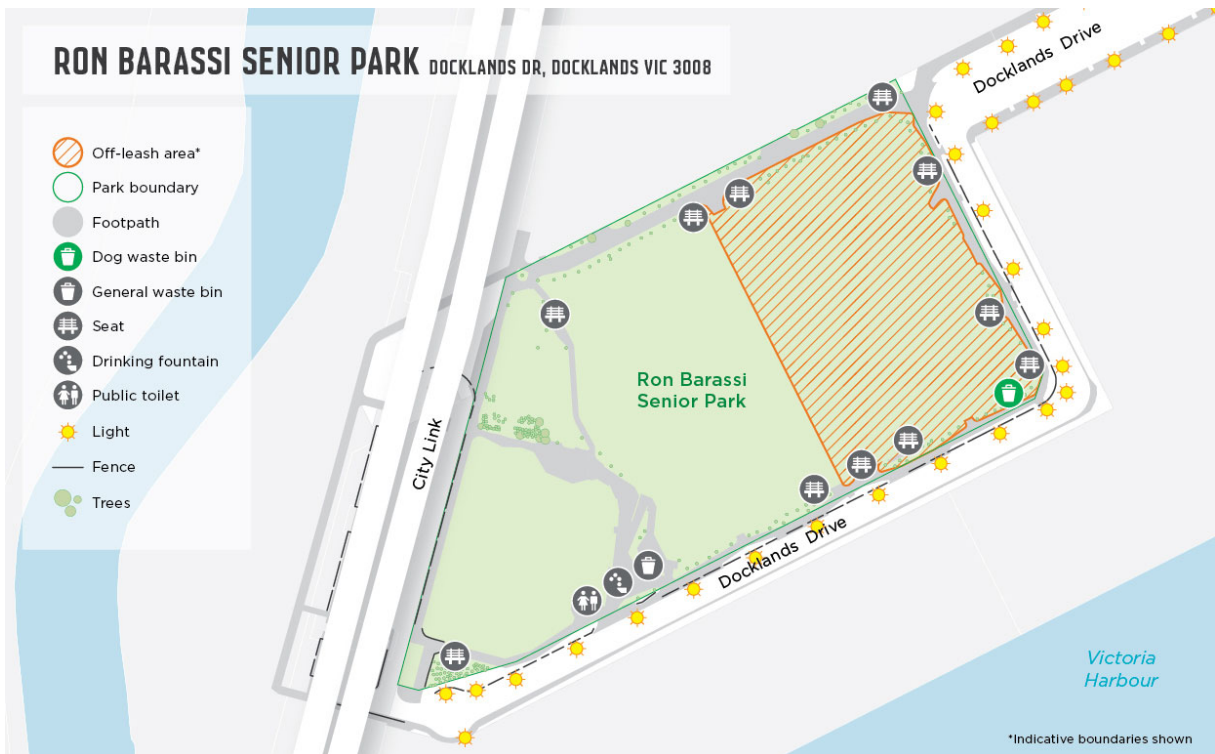 RON BARASSI SENIOR PARK DOCKLANDS DR, DOCKLANDS VIC 3008
Off-leash area*
Park boundary
Footpath
Dog waste bin
General waste bin
Seat
Drinking fountain
Public toilet
Light
Fence
Trees
Docklands Drive
Ron Barassi
Senior Park
City Link
Docklands Drive
Victoria
Harbour
*Indicative boundaries shown